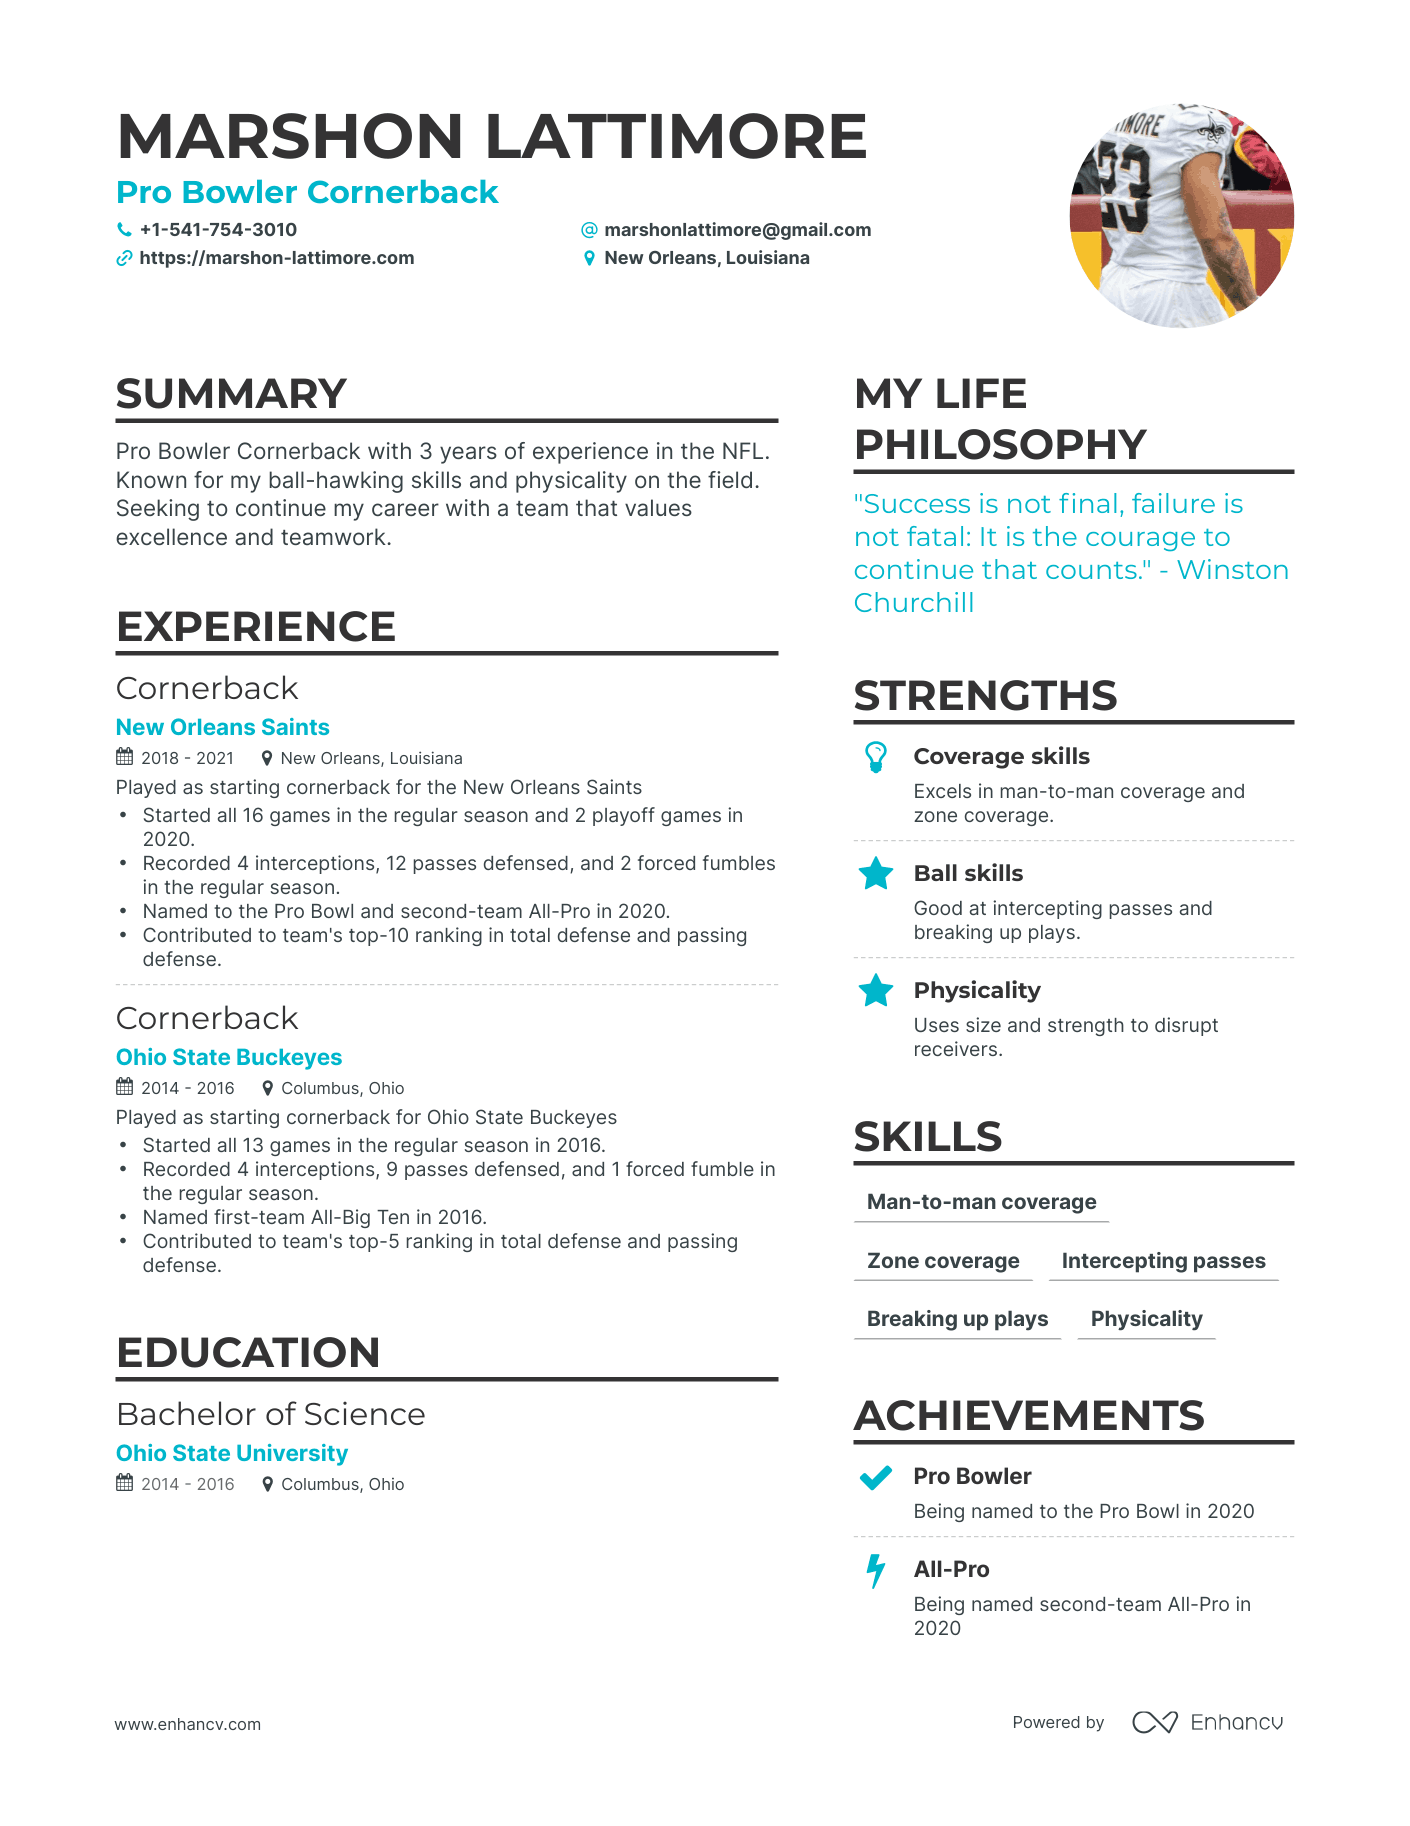 MARSHON LATTIMORE
Pro Bowler Cornerback
+1-541-754-3010
marshonlattimore@gmail.com
https://marshon-lattimore.com
New Orleans, Louisiana
SUMMARY
Pro Bowler Cornerback with 3 years of experience in the NFL.
Known for my ball-hawking skills and physicality on the field.
Seeking to continue my career with a team that values
excellence and teamwork.
EXPERIENCE
Cornerback
New Orleans Saints
2018 - 2021 New Orleans, Louisiana
Played as starting cornerback for the New Orleans Saints
• Started all 16 games in the regular season and 2 playoff games in
2020.
• Recorded 4 interceptions, 12 passes defensed, and 2 forced fumbles
in the regular season.
• Named to the Pro Bowl and second-team All-Pro in 2020.
• Contributed to team's top-10 ranking in total defense and passing
defense.
Cornerback
Ohio State Buckeyes
2014 - 2016 Columbus, Ohio
Played as starting cornerback for Ohio State Buckeyes
• Started all 13 games in the regular season in 2016.
• Recorded 4 interceptions, 9 passes defensed, and 1 forced fumble in
the regular season.
• Named first-team All-Big Ten in 2016.
• Contributed to team's top-5 ranking in total defense and passing
defense.
EDUCATION
Bachelor of Science
Ohio State University
2014 - 2016 Columbus, Ohio
23
MY LIFE
PHILOSOPHY
"Success is not final, failure is
not fatal: It is the courage to
continue that counts." - Winston
Churchill
STRENGTHS
Coverage skills
Excels in man-to-man coverage and
zone coverage.
Ball skills
Good at intercepting passes and
breaking up plays.
Physicality
Uses size and strength to disrupt
receivers.
SKILLS
Man-to-man coverage
Zone coverage Intercepting passes
Breaking up plays Physicality
ACHIEVEMENTS
Pro Bowler
Being named to the Pro Bowl in 2020
All-Pro
Being named second-team All-Pro in
2020
www.enhancv.com
Powered by Enhancv